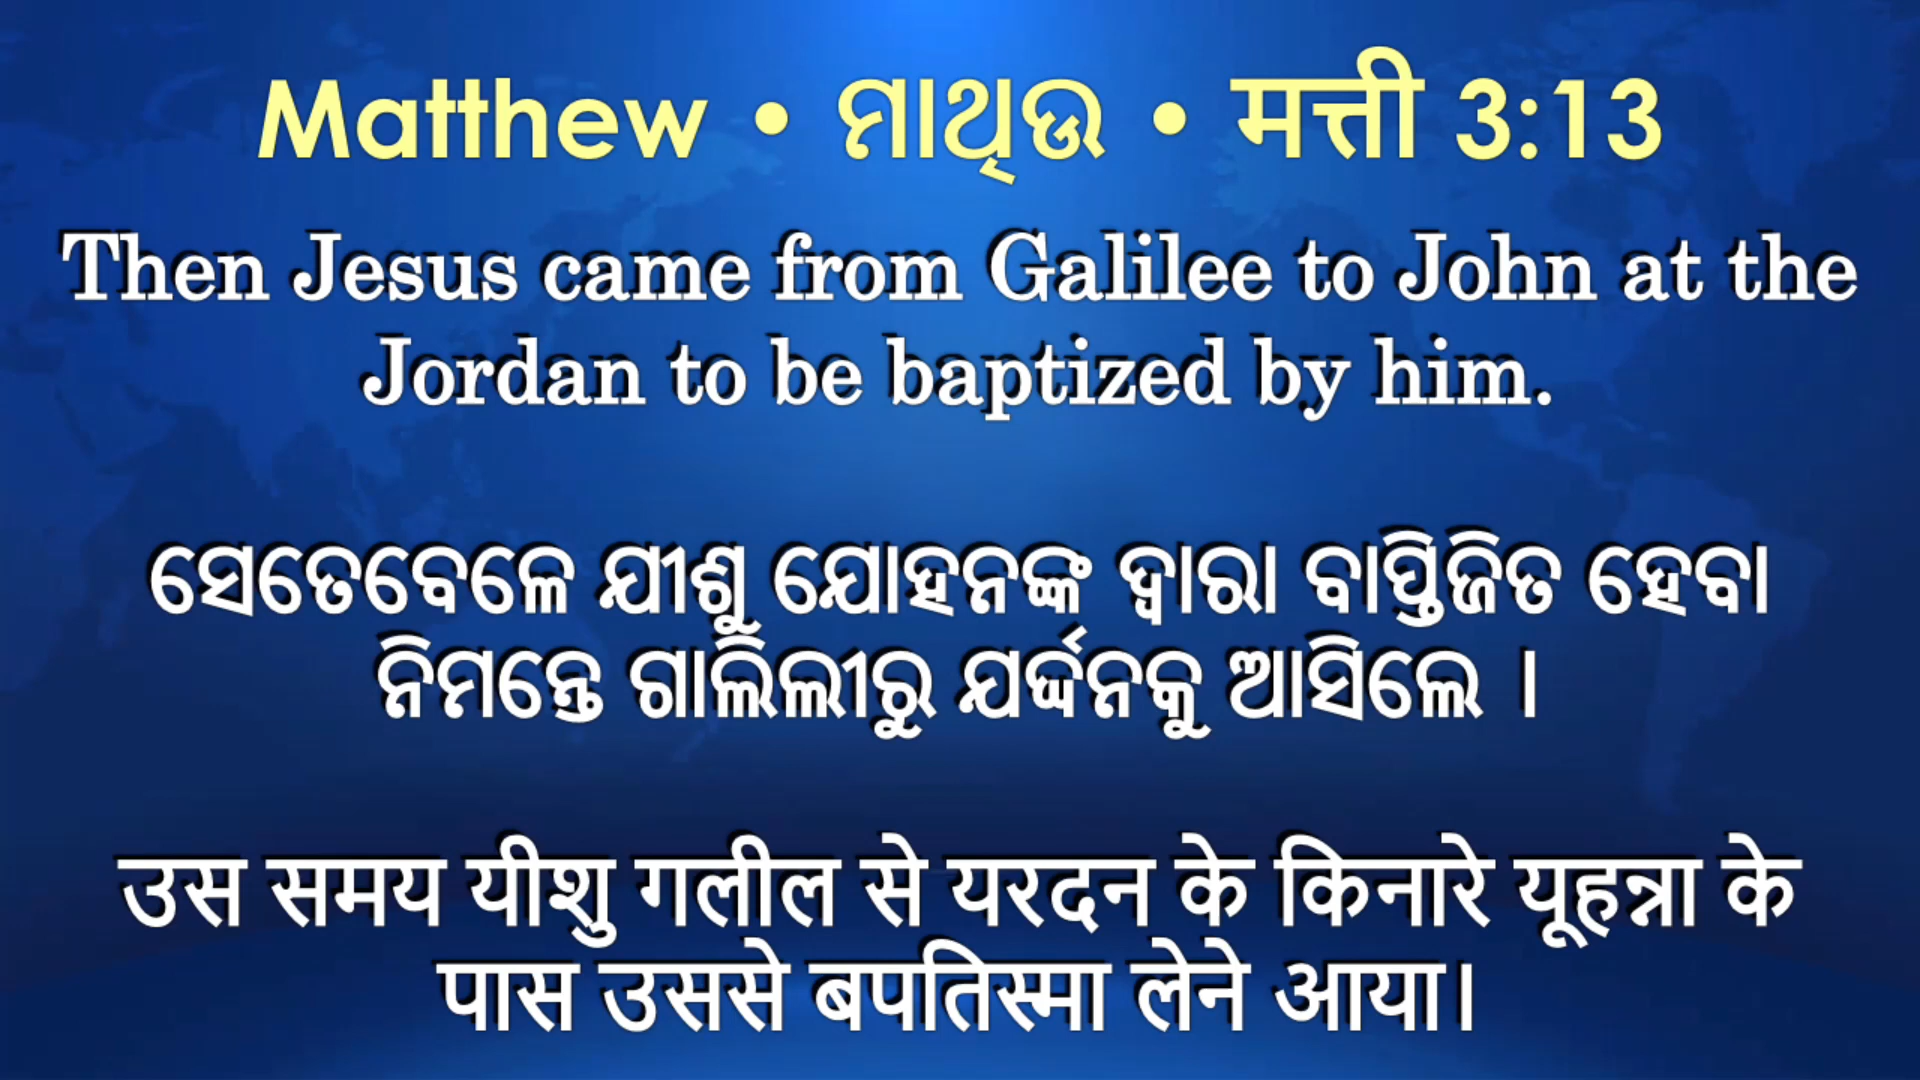 Matthew • ମାଥିଉ • मत्ती 3:13
Then Jesus came from Galilee to John at the
Jordan to be baptized by him.
ସେତେବେଳେ ଯୀଶୁ ଯୋହନଙ୍କ ଦ୍ୱାରା ବାପ୍ତିଜିତ ହେବା
ନିମନ୍ତେ ଗାଲିଲୀରୁ ଯର୍ଦ୍ଦନକୁ ଆସିଲେ ।
उस समय यीशु गलील से यरदन के किनारे यूहन्ना के
पास उससे बपतिस्मा लेने आया।